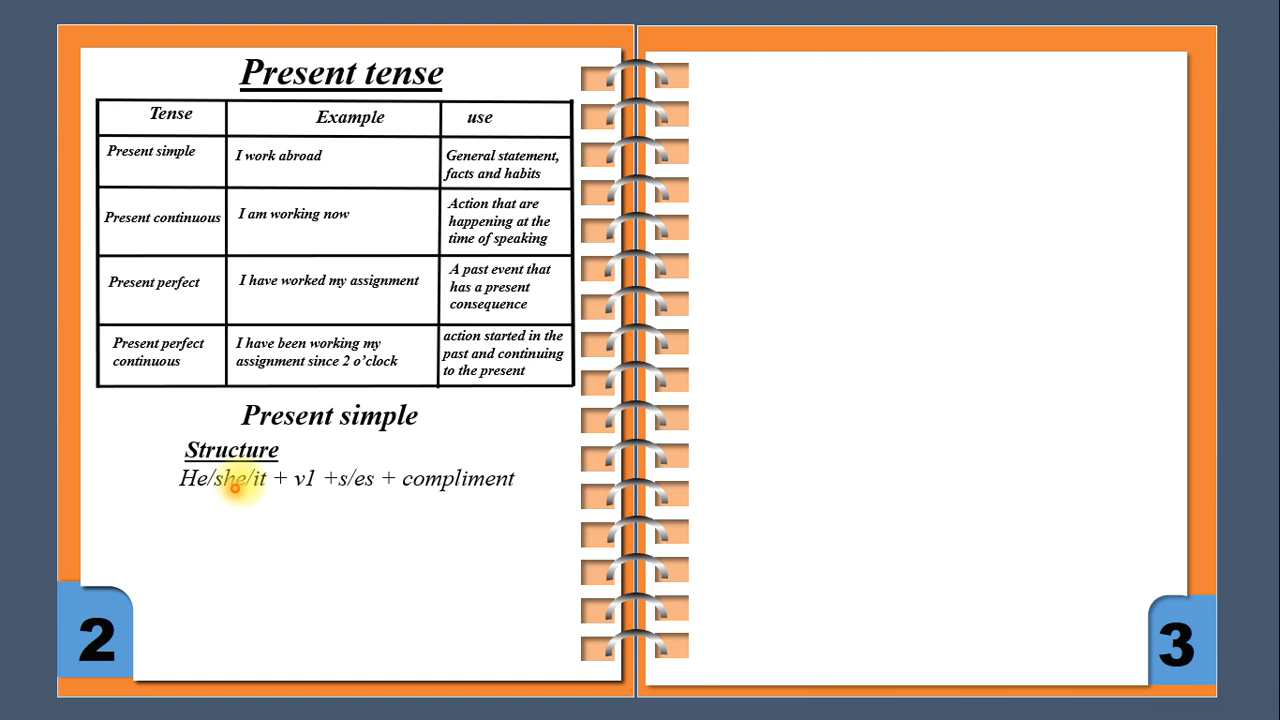 Present tense
Tense Example use
Present simple I work abroad General statement,
facts and habits
Present continuous I am working now Action that are
happening at the
time of speaking
Present perfect I have worked my assignment A past event that
has a present
consequence
Present perfect I have been working my action started in the
continuous assignment since 2 o’clock past and continuing
to the present
Present simple
Structure
He/she/it + v1 +s/es + compliment
2
3